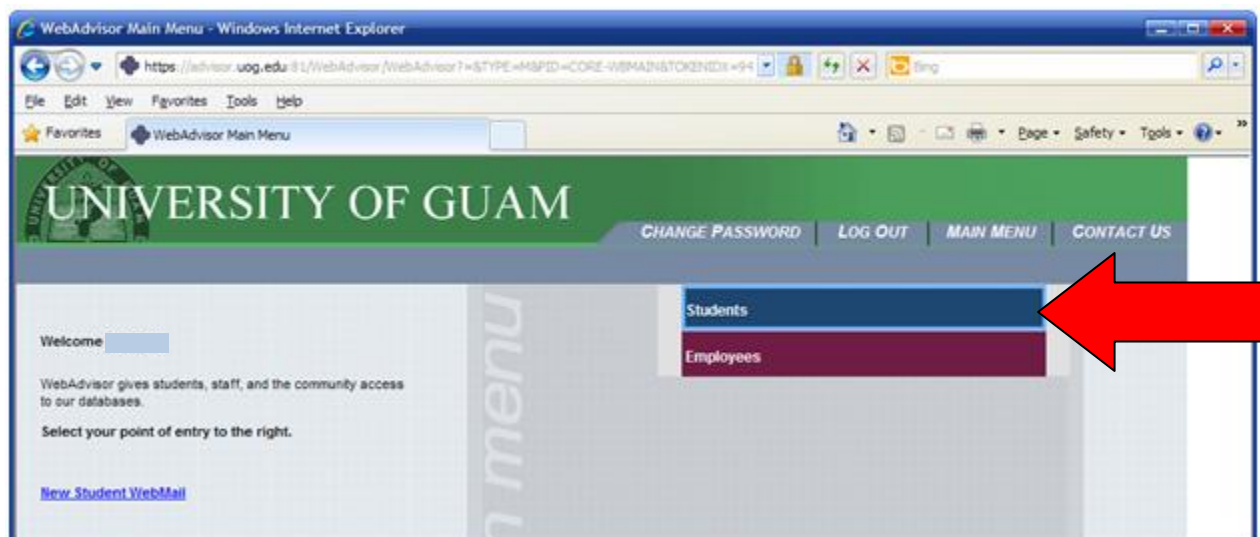 WebAdvisor Main Menu - Windows Internet Explorer
https://advisor.uog.edu:81/WebAdvisor/WebAdvisor?=&TYPE=M&PID=CORE-WBMAIN&TOKENIDX=94
Bing
File Edit View Favorites Tools Help
Favorites WebAdvisor Main Menu Page Safety Tools
UNIVERSITY OF GUAM
CHANGE PASSWORD LOG OUT MAIN MENU CONTACT US
Students
Welcome
Employees
WebAdvisor gives students, staff, and the community access
to our databases.
Select your point of entry to the right.
New Student WebMail
menu